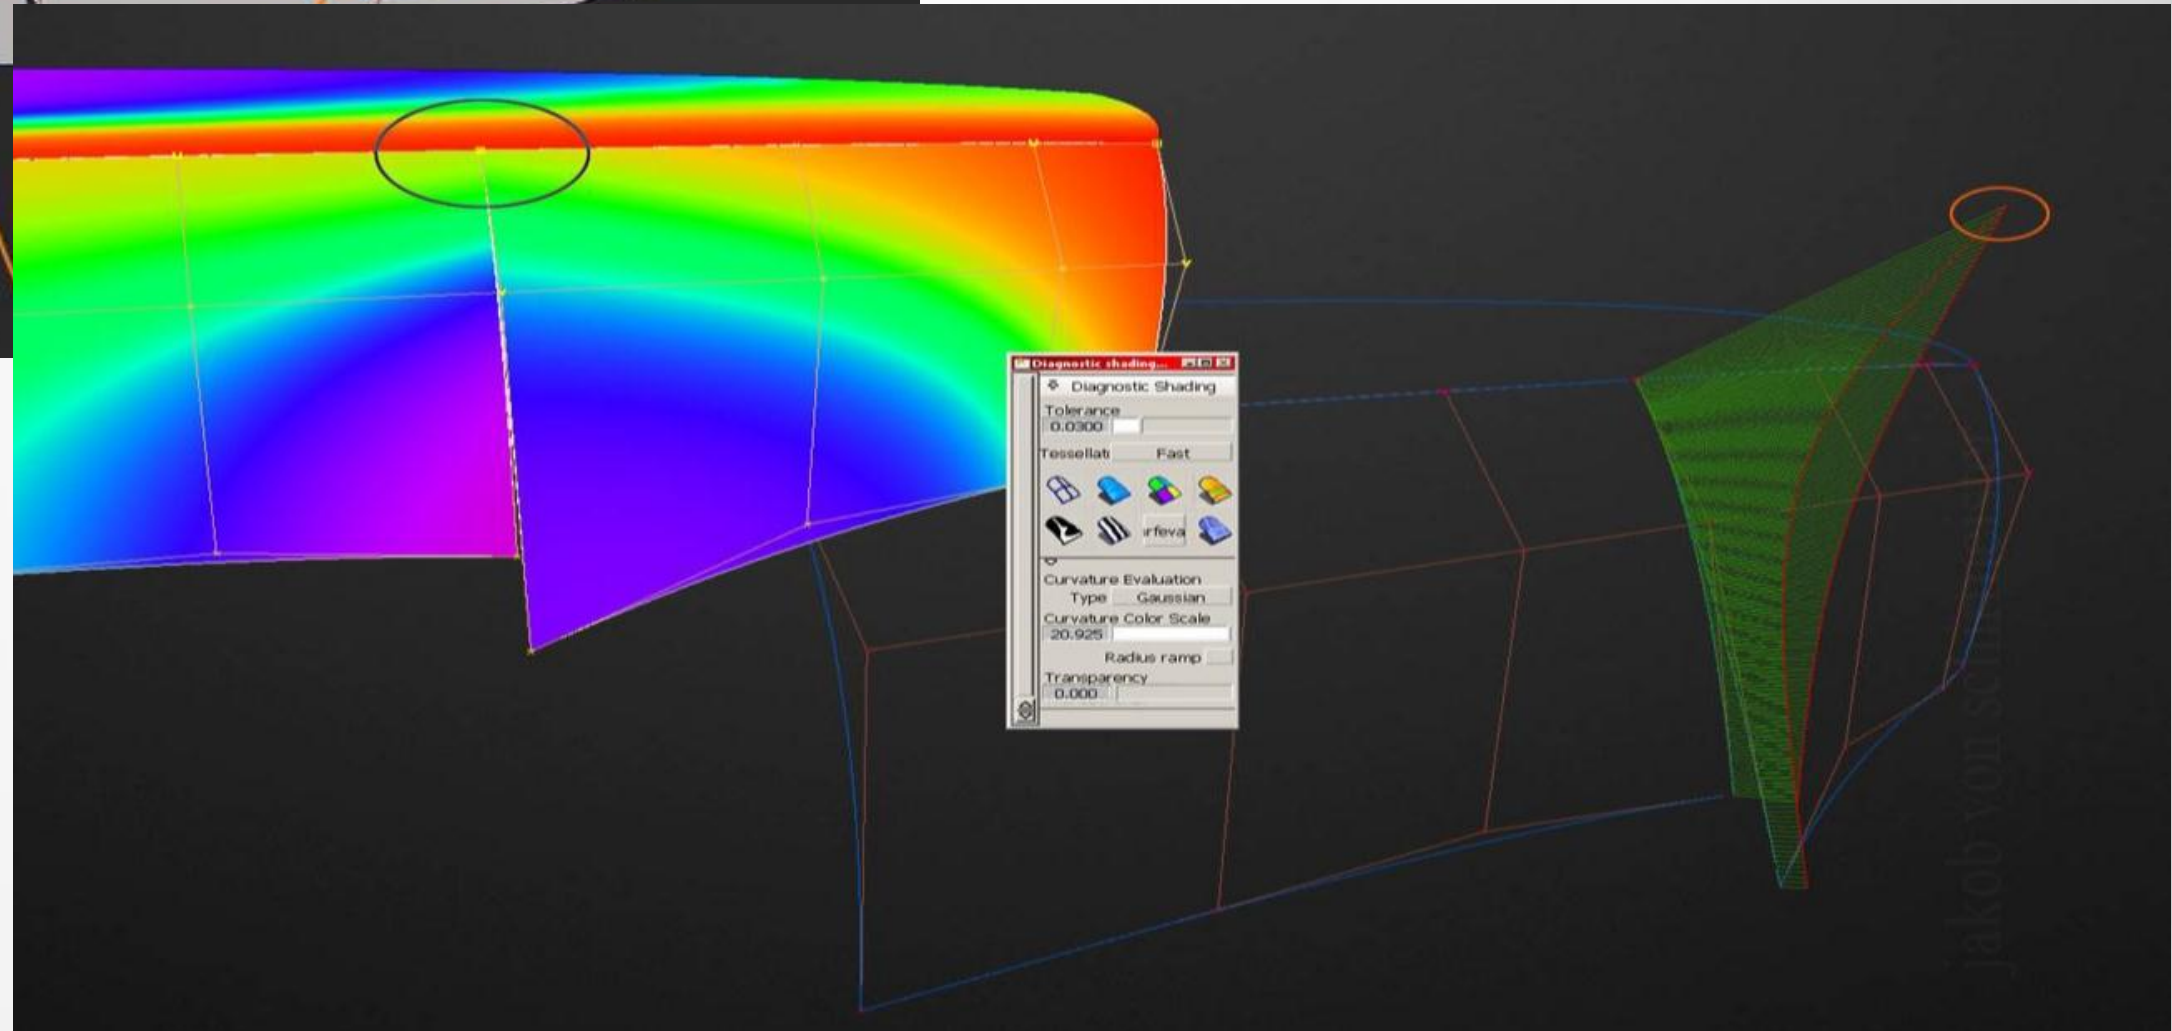 Diagnostic shading...
Diagnostic Shading
Tolerance
0.0300
Tessellati Fast
rfeva
Curvature Evaluation
Type Gaussian
Curvature Color Scale
20.925
Radius ramp
Transparency
0.000
jakob von